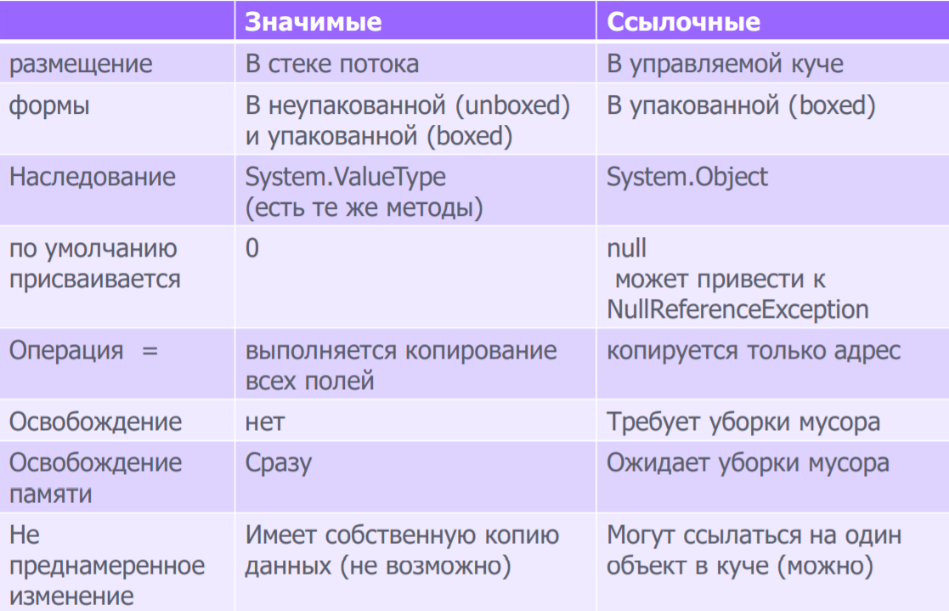 Значимые Ссылочные
размещение В стеке потока В управляемой куче
формы В неупакованной (unboxed) В упакованной (boxed)
и упакованной (boxed)
Наследование System.ValueType System.Object
(есть те же методы)
по умолчанию 0 null
присваивается может привести к
NullReferenceException
Операция = выполняется копирование копируется только адрес
всех полей
Освобождение нет Требует уборки мусора
Освобождение Сразу Ожидает уборки мусора
памяти
Не Имеет собственную копию Могут ссылаться на один
преднамеренное данных (не возможно) объект в куче (можно)
изменение